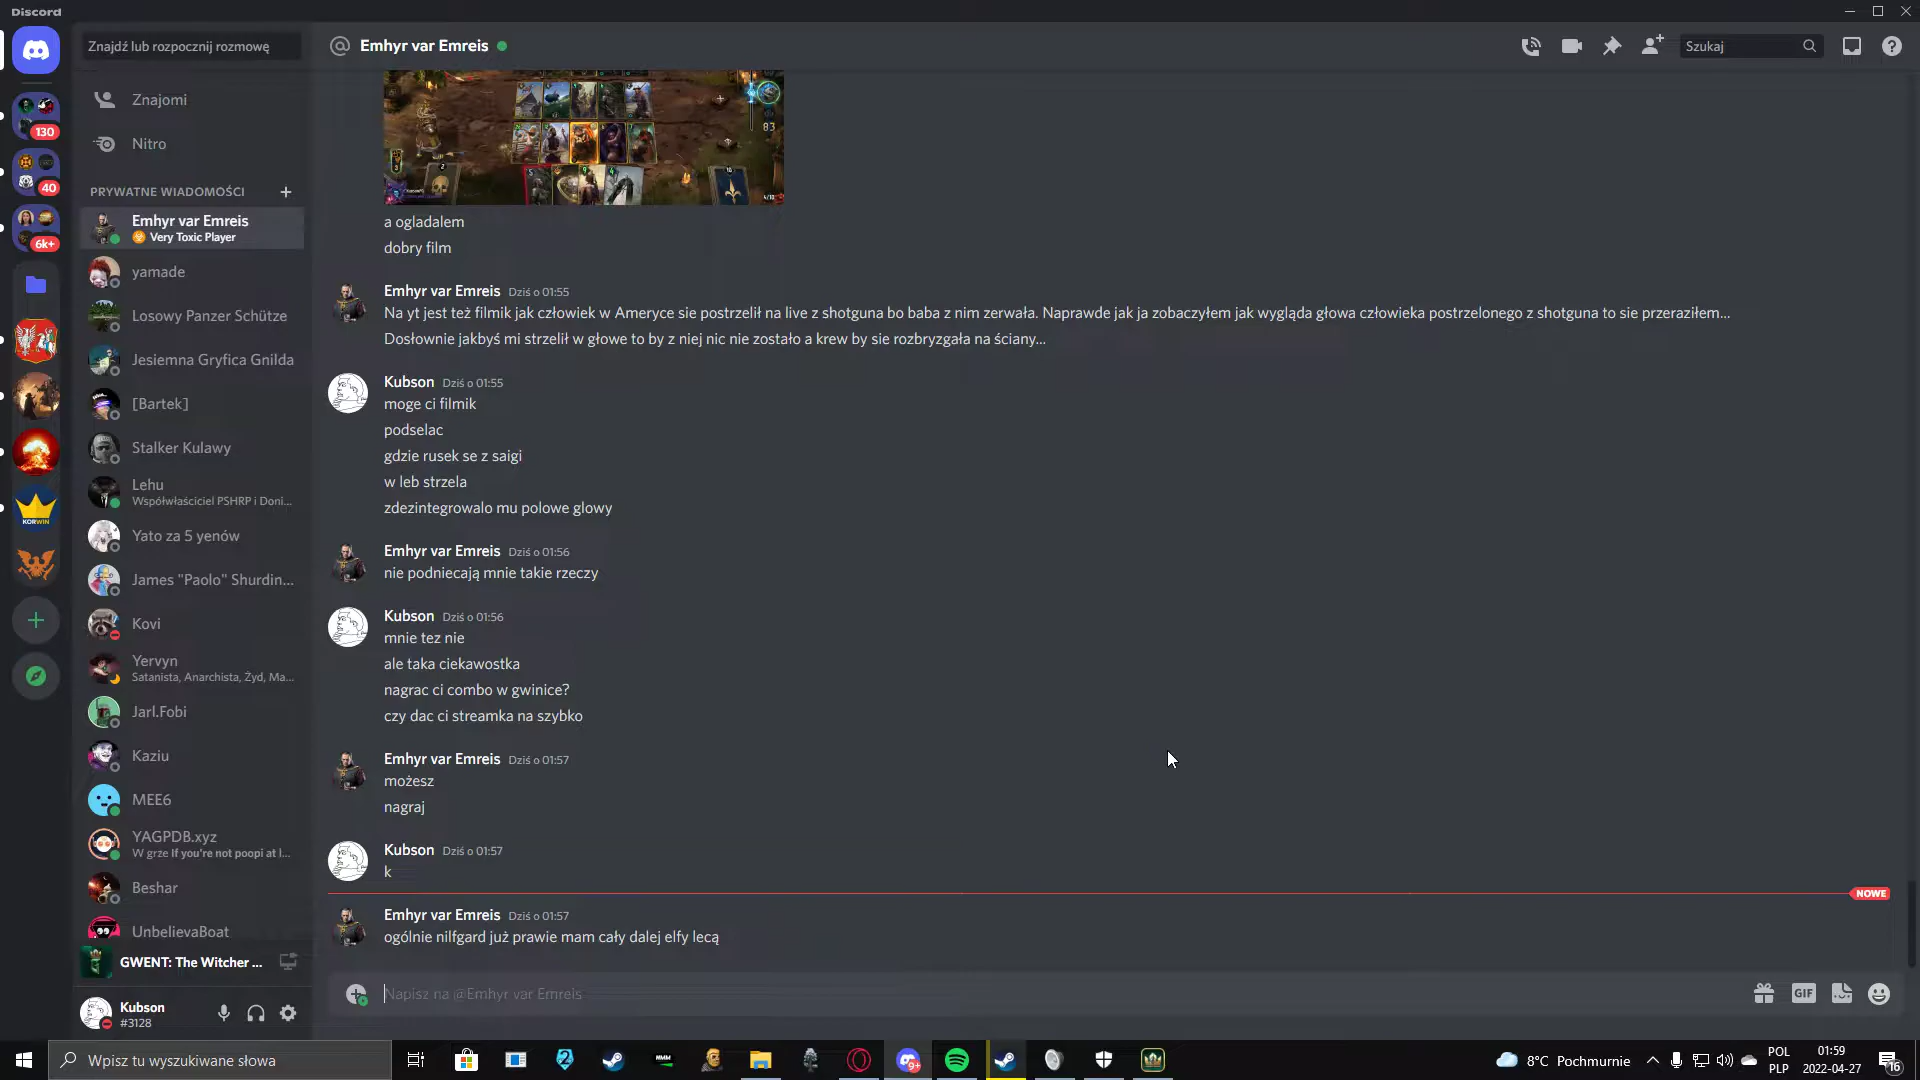 Discord
Znajdź lub rozpocznij rozmowę
Emhyr var Emreis
Szukaj
130
40
6k+
KORWIN
Znajomi
Nitro
PRYWATNE WIADOMOŚCI
Emhyr var Emreis
Very Toxic Player
yamade
Losowy Panzer Schütze
Jesiemna Gryfica Gnilda
[Bartek]
Stalker Kulawy
Lehu
Współwłaściciel PSHRP i Doni...
Yato za 5 yenów
James "Paolo" Shurdin...
Kovi
Yervyn
Satanista, Anarchista, Żyd, Ma...
Jarl.Fobi
Kaziu
MEE6
YAGPDB.xyz
W grze If you're not poopi at l...
Beshar
UnbelievaBoat
GWENT: The Witcher ...
Kubson
#3128
83
a ogladalem
dobry film
Emhyr var Emreis Dziś o 01:55
Na yt jest też filmik jak człowiek w Ameryce sie postrzelił na live z shotguna bo baba z nim zerwała. Naprawde jak ja zobaczyłem jak wygląda głowa człowieka postrzelonego z shotguna to sie przeraziłem...
Dosłownie jakbyś mi strzelił w głowe to by z niej nic nie zostało a krew by sie rozbryzgała na ściany...
Kubson Dziś o 01:55
moge ci filmik
podselac
gdzie rusek se z saigi
w leb strzela
zdezintegrowalo mu polowe glowy
Emhyr var Emreis Dziś o 01:56
nie podniecają mnie takie rzeczy
Kubson Dziś o 01:56
mnie tez nie
ale taka ciekawostka
nagrac ci combo w gwinice?
czy dac ci streamka na szybko
Emhyr var Emreis Dziś o 01:57
możesz
nagraj
Kubson Dziś o 01:57
k
NOWE
Emhyr var Emreis Dziś o 01:57
ogólnie nilfgard już prawie mam cały dalej elfy lecą
Napisz na @Emhyr var Emreis
GIF
Wpisz tu wyszukiwane słowa
9+
8°C Pochmurnie
POL
PLP
01:59
2022-04-27
16